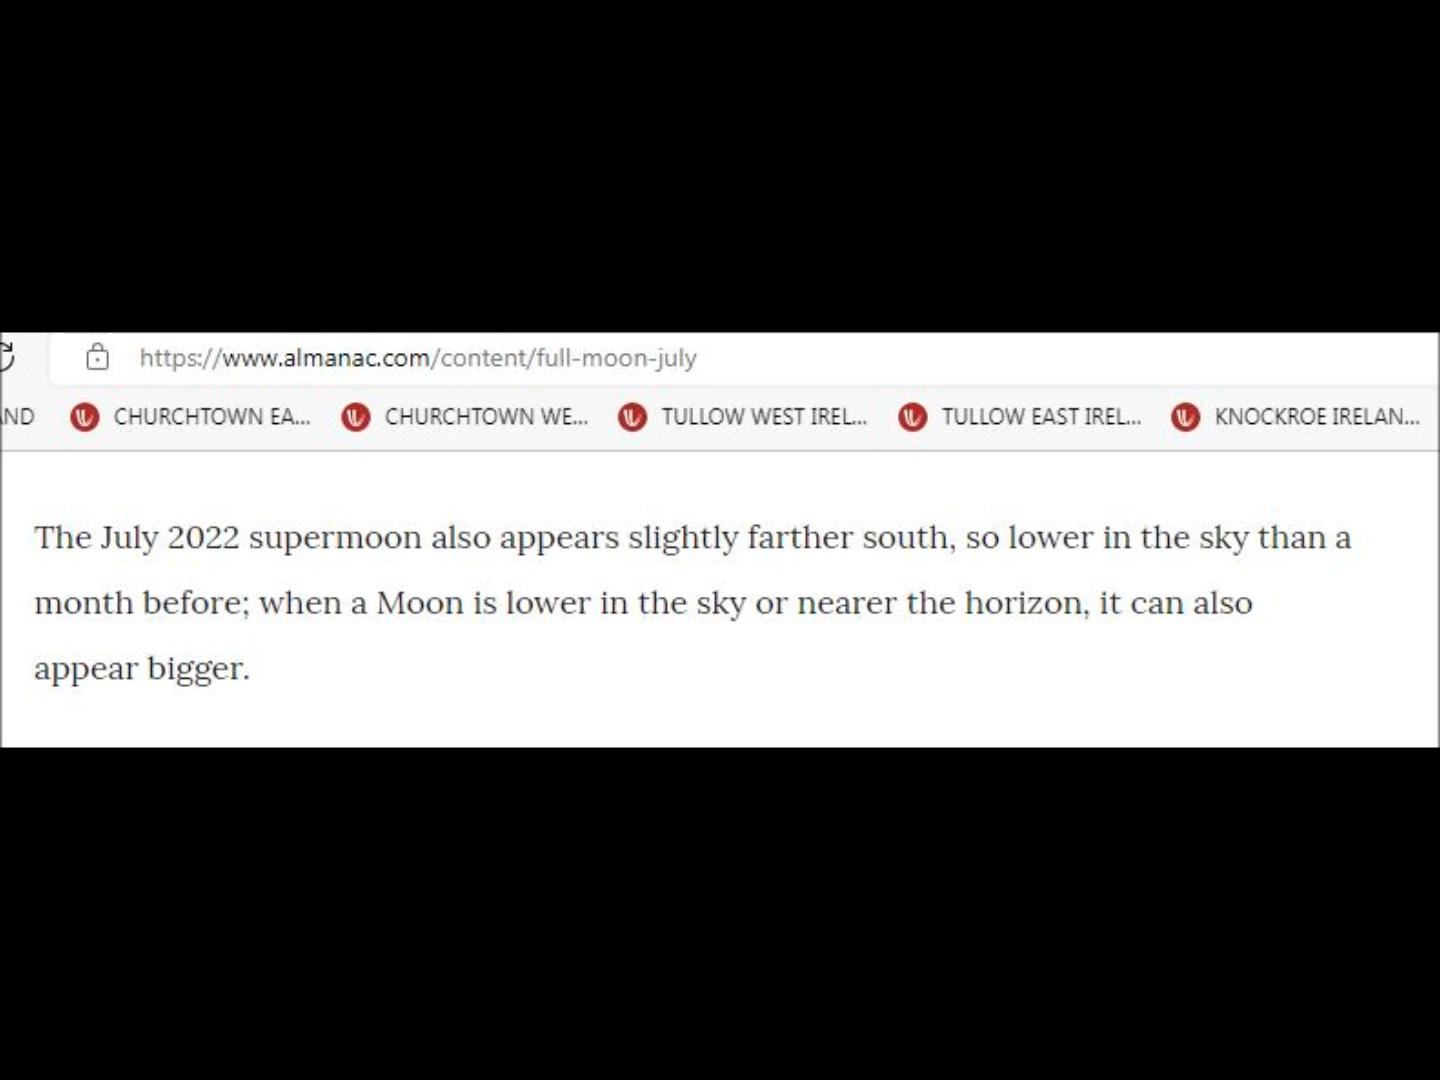 https://www.almanac.com/content/full-moon-july
ND CHURCHTOWN EA... CHURCHTOWN WE... TULLOW WEST IREL... TULLOW EAST IREL... KNOCKROE IRELAN...
The July 2022 supermoon also appears slightly farther south, so lower in the sky than a
month before; when a Moon is lower in the sky or nearer the horizon, it can also
appear bigger.